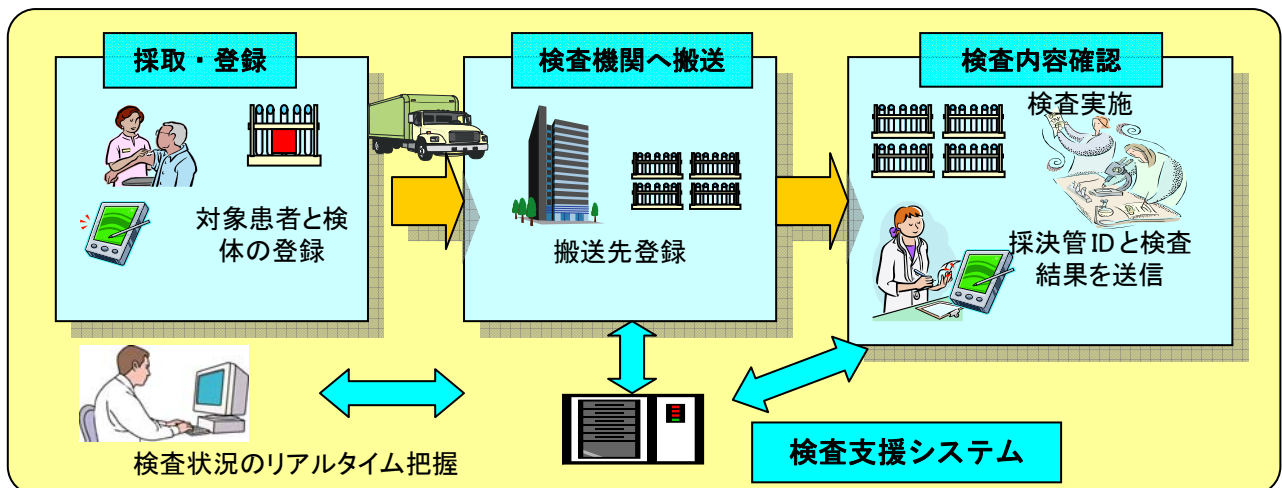 採取・登録
対象患者と検
体の登録
検査機関へ搬送
搬送先登録
検査内容確認
検査実施
採決管 ID と検査
結果を送信
検査状況のリアルタイム把握
検査支援システム